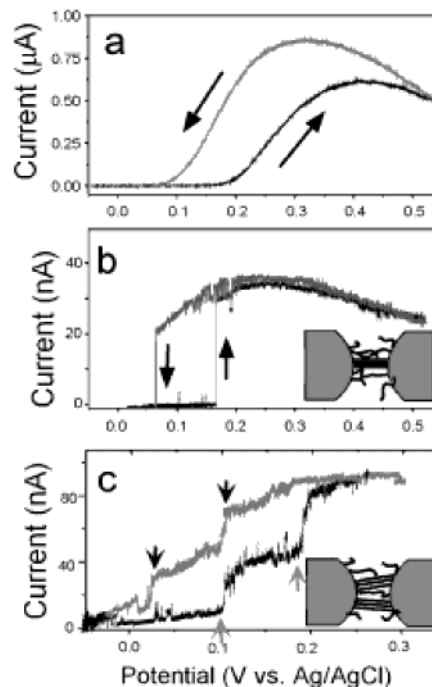 a
Current (μA)
1.00
0.75
0.50
0.25
0.00
0.0 0.1 0.2 0.3 0.4 0.5
b
Current (nA)
40
20
0
0.0 0.1 0.2 0.3 0.4 0.5
c
Current (nA)
80
40
0
0.0 0.1 0.2 0.3
Potential (V vs. Ag/AgCl)